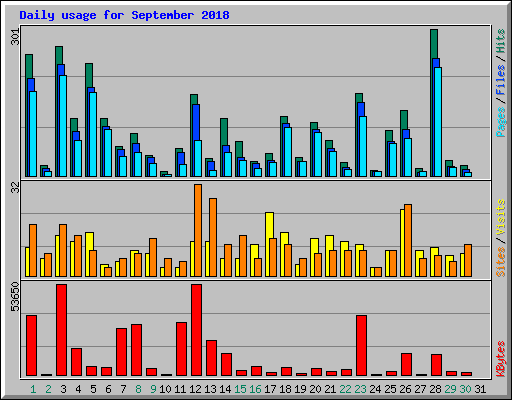 Daily usage for September 2018
301
Pages / Files / Hits
32
Sites / Visits
53650
KBytes
1 2 3 4 5 6 7 8 9 10 11 12 13 14 15 16 17 18 19 20 21 22 23 24 25 26 27 28 29 30 31